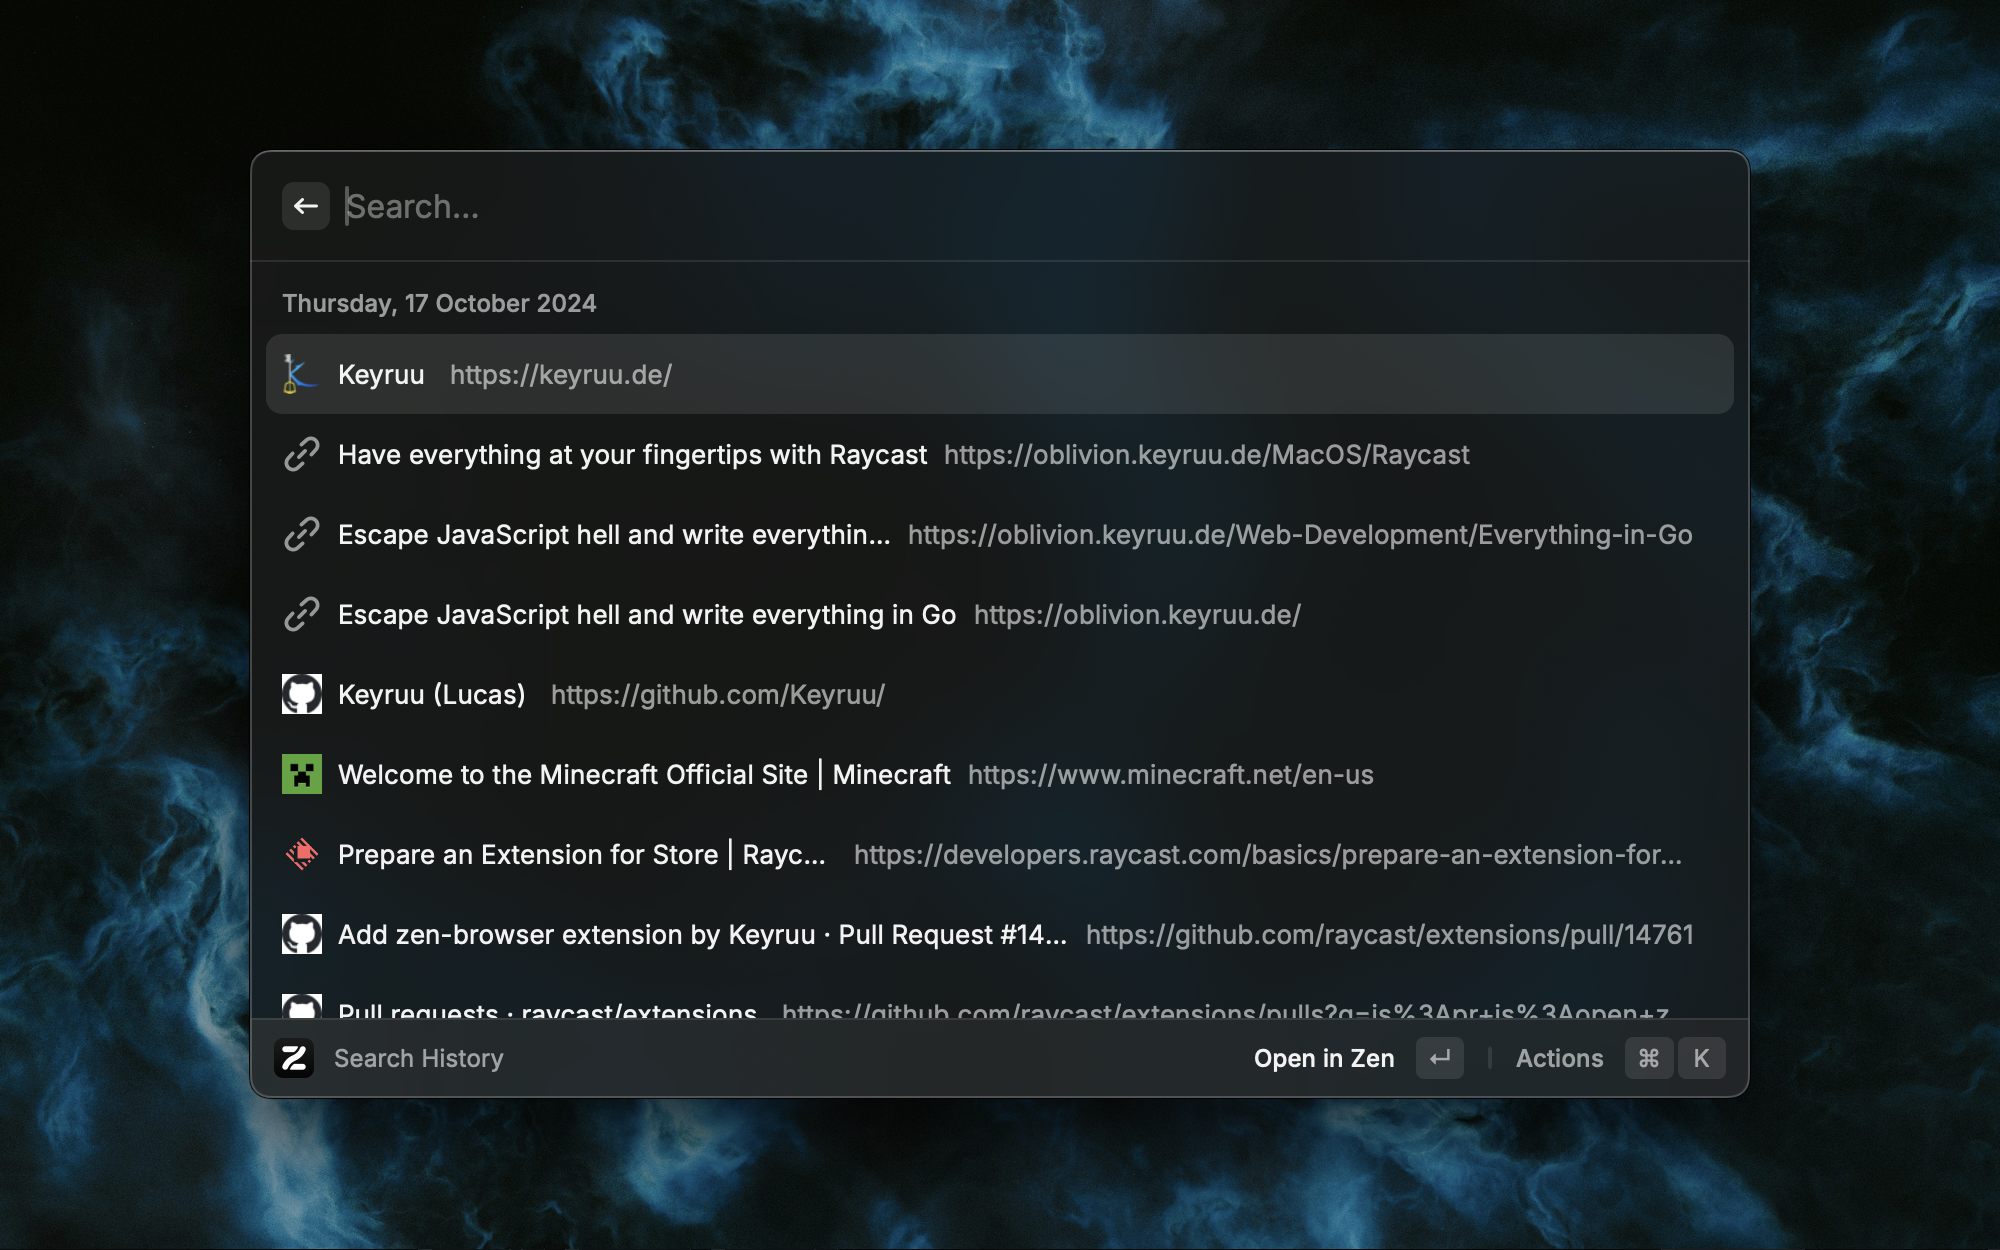 Search...
Thursday, 17 October 2024
Keyruu https://keyruu.de/
Have everything at your fingertips with Raycast https://oblivion.keyruu.de/MacOS/Raycast
Escape JavaScript hell and write everythin... https://oblivion.keyruu.de/Web-Development/Everything-in-Go
Escape JavaScript hell and write everything in Go https://oblivion.keyruu.de/
Keyruu (Lucas) https://github.com/Keyruu/
Welcome to the Minecraft Official Site | Minecraft https://www.minecraft.net/en-us
Prepare an Extension for Store | Rayc... https://developers.raycast.com/basics/prepare-an-extension-for...
Add zen-browser extension by Keyruu · Pull Request #14... https://github.com/raycast/extensions/pull/14761
Pull requests · raycast/extensions https://github.com/raycast/extensions/pulls?q=is%3Apr+is%3Aopen+z
Search History Open in Zen ↵ Actions ⌘ K